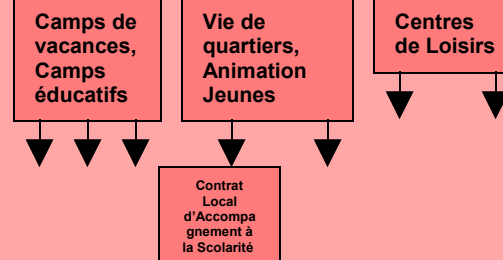 Camps de
vacances,
Camps
éducatifs
Vie de
quartiers,
Animation
Jeunes
Centres
de Loisirs
Contrat
Local
d'Accompa
gnement à
la Scolarité